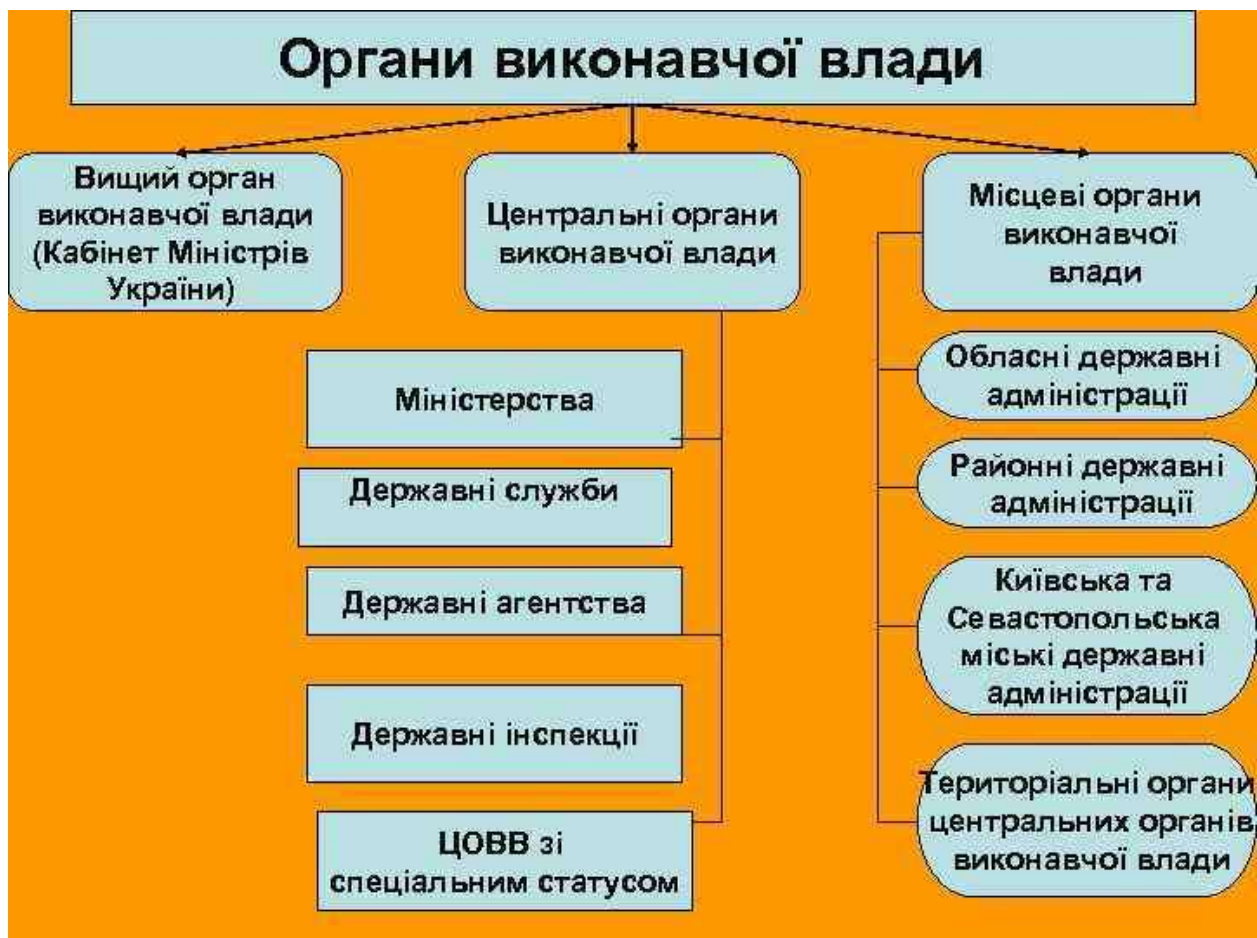 Органи виконавчої влади
Вищий орган
виконавчої влади
(Кабінет Міністрів
України)
Центральні органи
виконавчої влади
Міністерства
Державні служби
Державні агентства
Державні інспекції
ЦОВВ зі
спеціальним статусом
Місцеві органи
виконавчої
влади
Обласні державні
адміністрації
Районні державні
адміністрації
Київська та
Севастопольська
міські державні
адміністрації
Територіальні органи
центральних органів
виконавчої влади